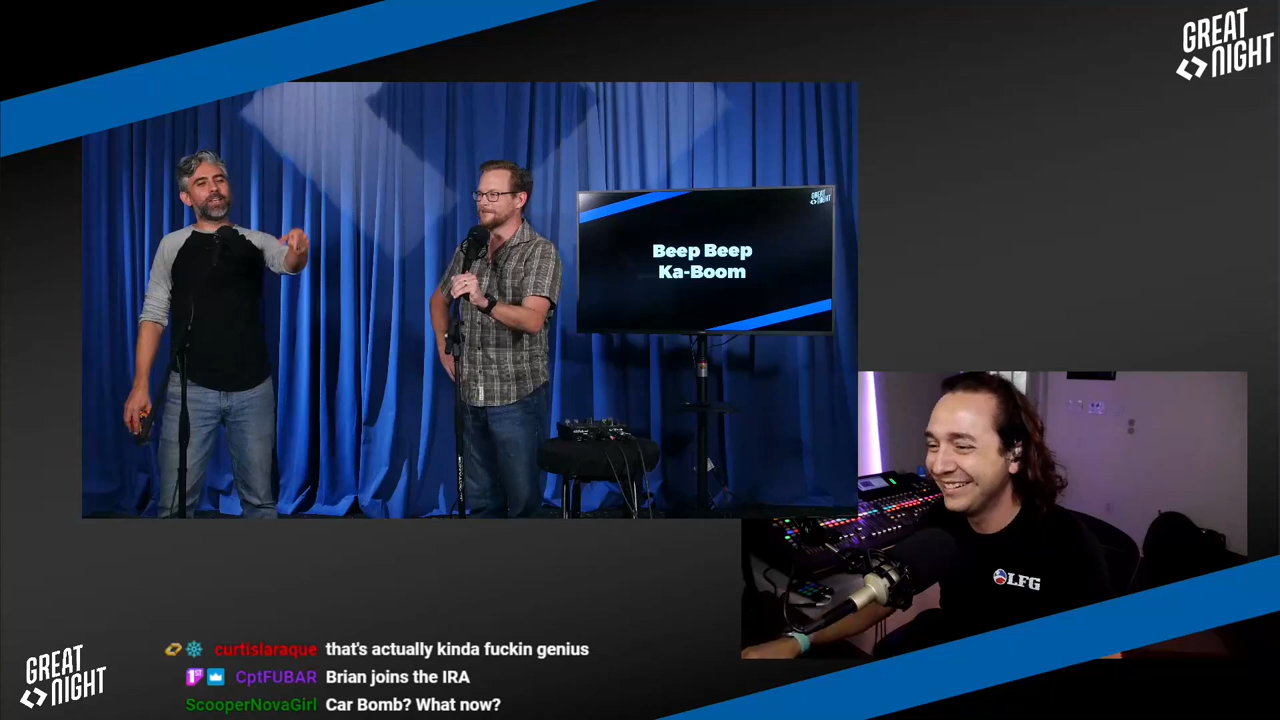 GREAT
NIGHT
GREAT
NIGHT
Beep Beep
Ka-Boom
LFG
curtislaraque that's actually kinda fuckin genius
CptFUBAR Brian joins the IRA
ScooperNovaGirl Car Bomb? What now?
GREAT
NIGHT